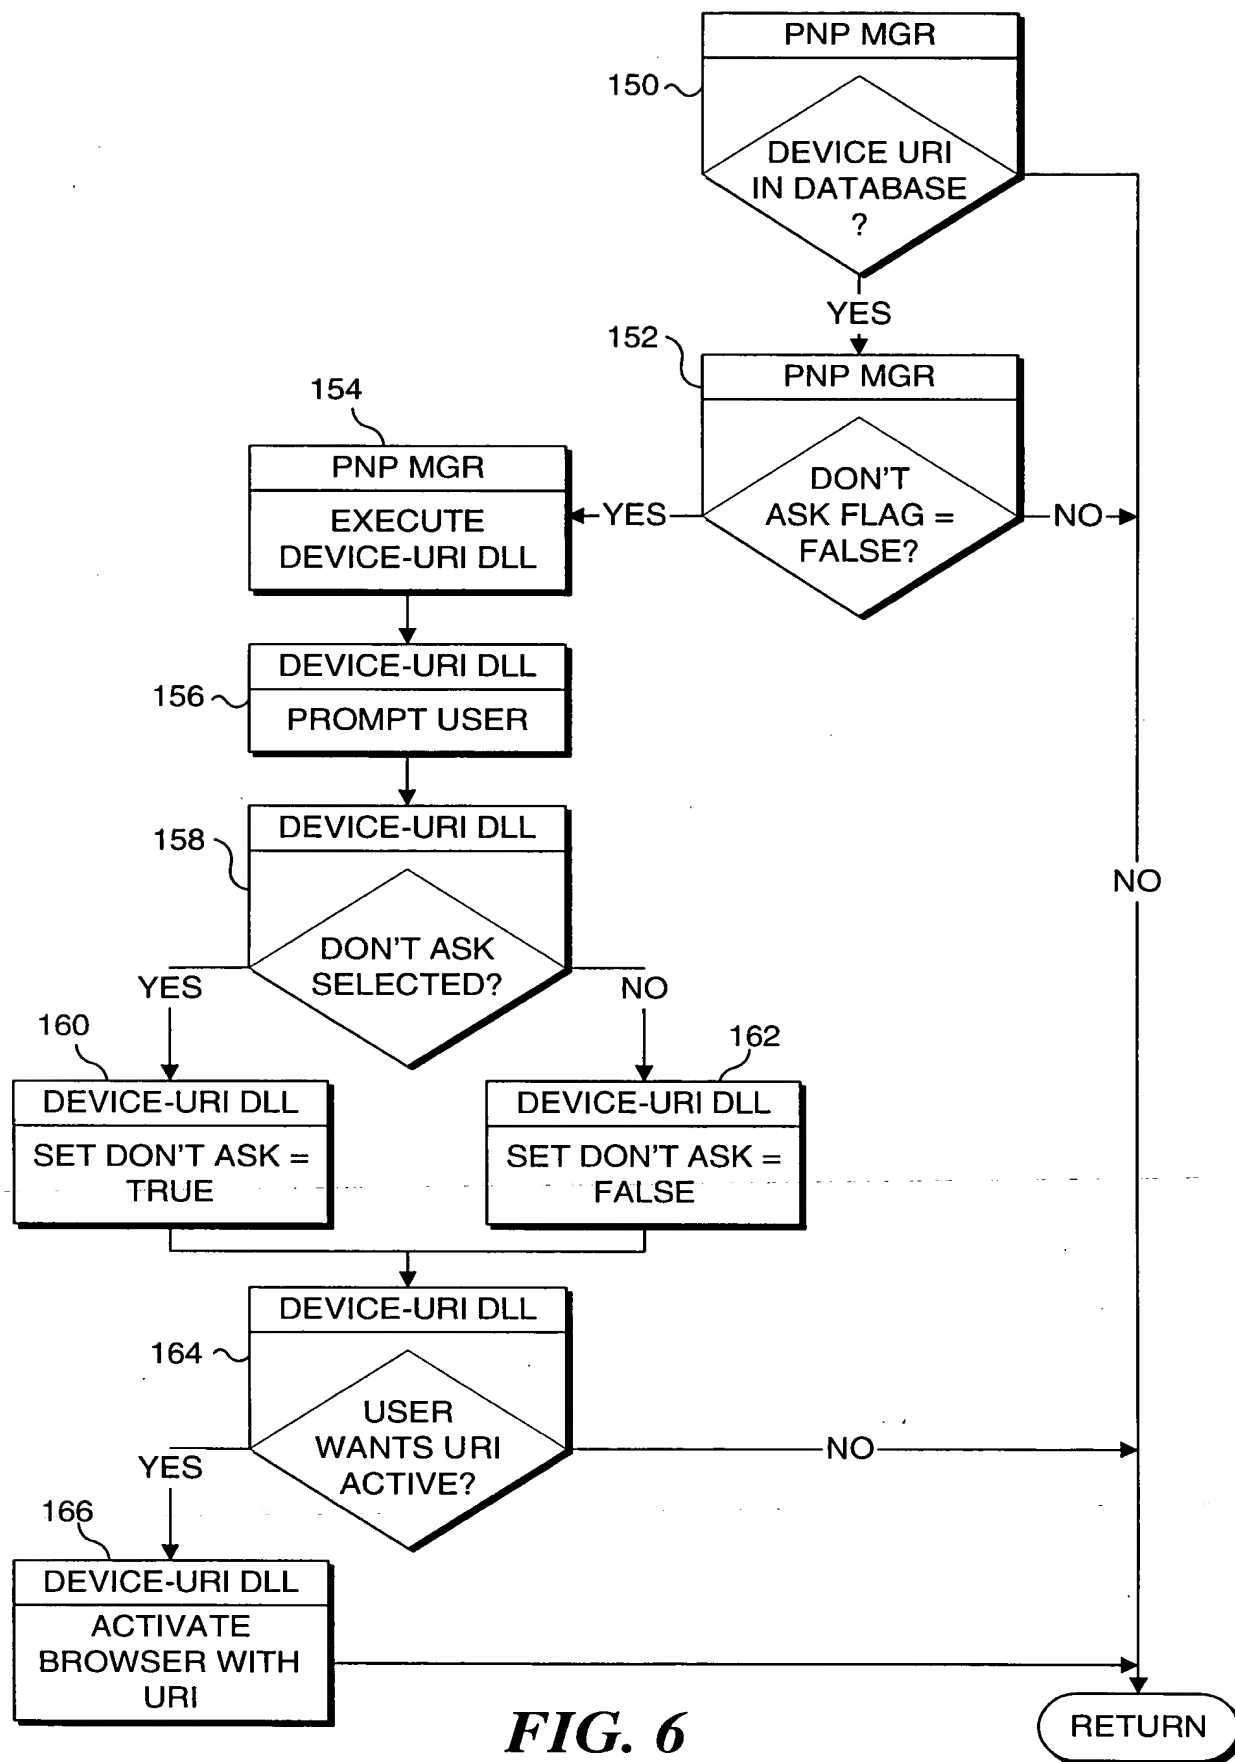 PNP MGR
150
DEVICE URI
IN DATABASE
?
YES
152
PNP MGR
154
PNP MGR
DON'T
ASK FLAG =
FALSE?
YES
NO
EXECUTE
DEVICE-URI DLL
DEVICE-URI DLL
156
PROMPT USER
DEVICE-URI DLL
158
NO
DON'T ASK
SELECTED?
YES
NO
160
162
DEVICE-URI DLL
DEVICE-URI DLL
SET DON'T ASK =
TRUE
SET DON'T ASK =
FALSE
DEVICE-URI DLL
164
USER
WANTS URI
ACTIVE?
YES
NO
166
DEVICE-URI DLL
ACTIVATE
BROWSER WITH
URI
FIG. 6
RETURN